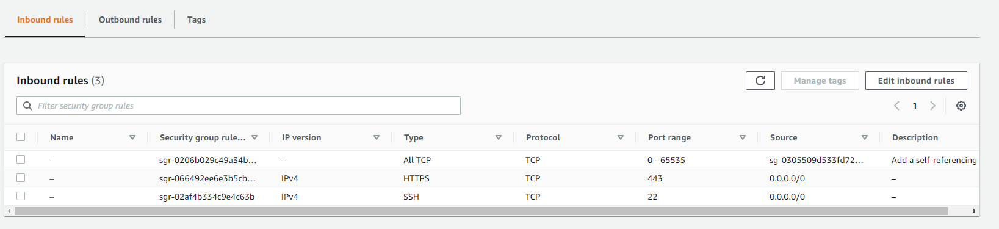 Inbound rules Outbound rules Tags
Inbound rules (3)
Manage tags Edit inbound rules
Filter security group rules 1
Name Security group rule... IP version Type Protocol Port range Source Description
– sgr-0206b029c49a34b... – All TCP TCP 0 - 65535 sg-0305509d533fd72... Add a self-referencing
– sgr-066492ee6e3b5cb... IPv4 HTTPS TCP 443 0.0.0.0/0 –
– sgr-02af4b334c9e4c63b IPv4 SSH TCP 22 0.0.0.0/0 –